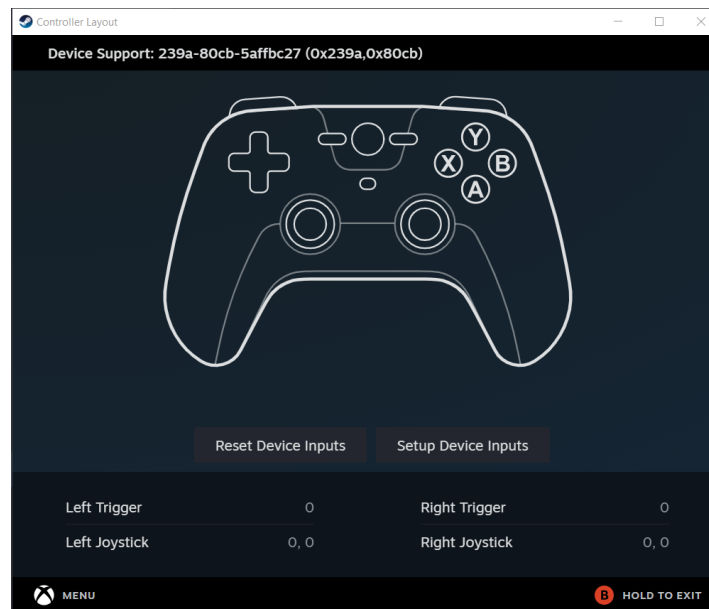 Controller Layout
Device Support: 239a-80cb-5affbc27 (0x239a,0x80cb)
Y
X B
A
Reset Device Inputs Setup Device Inputs
Left Trigger 0 Right Trigger 0
Left Joystick 0, 0 Right Joystick 0, 0
MENU B HOLD TO EXIT